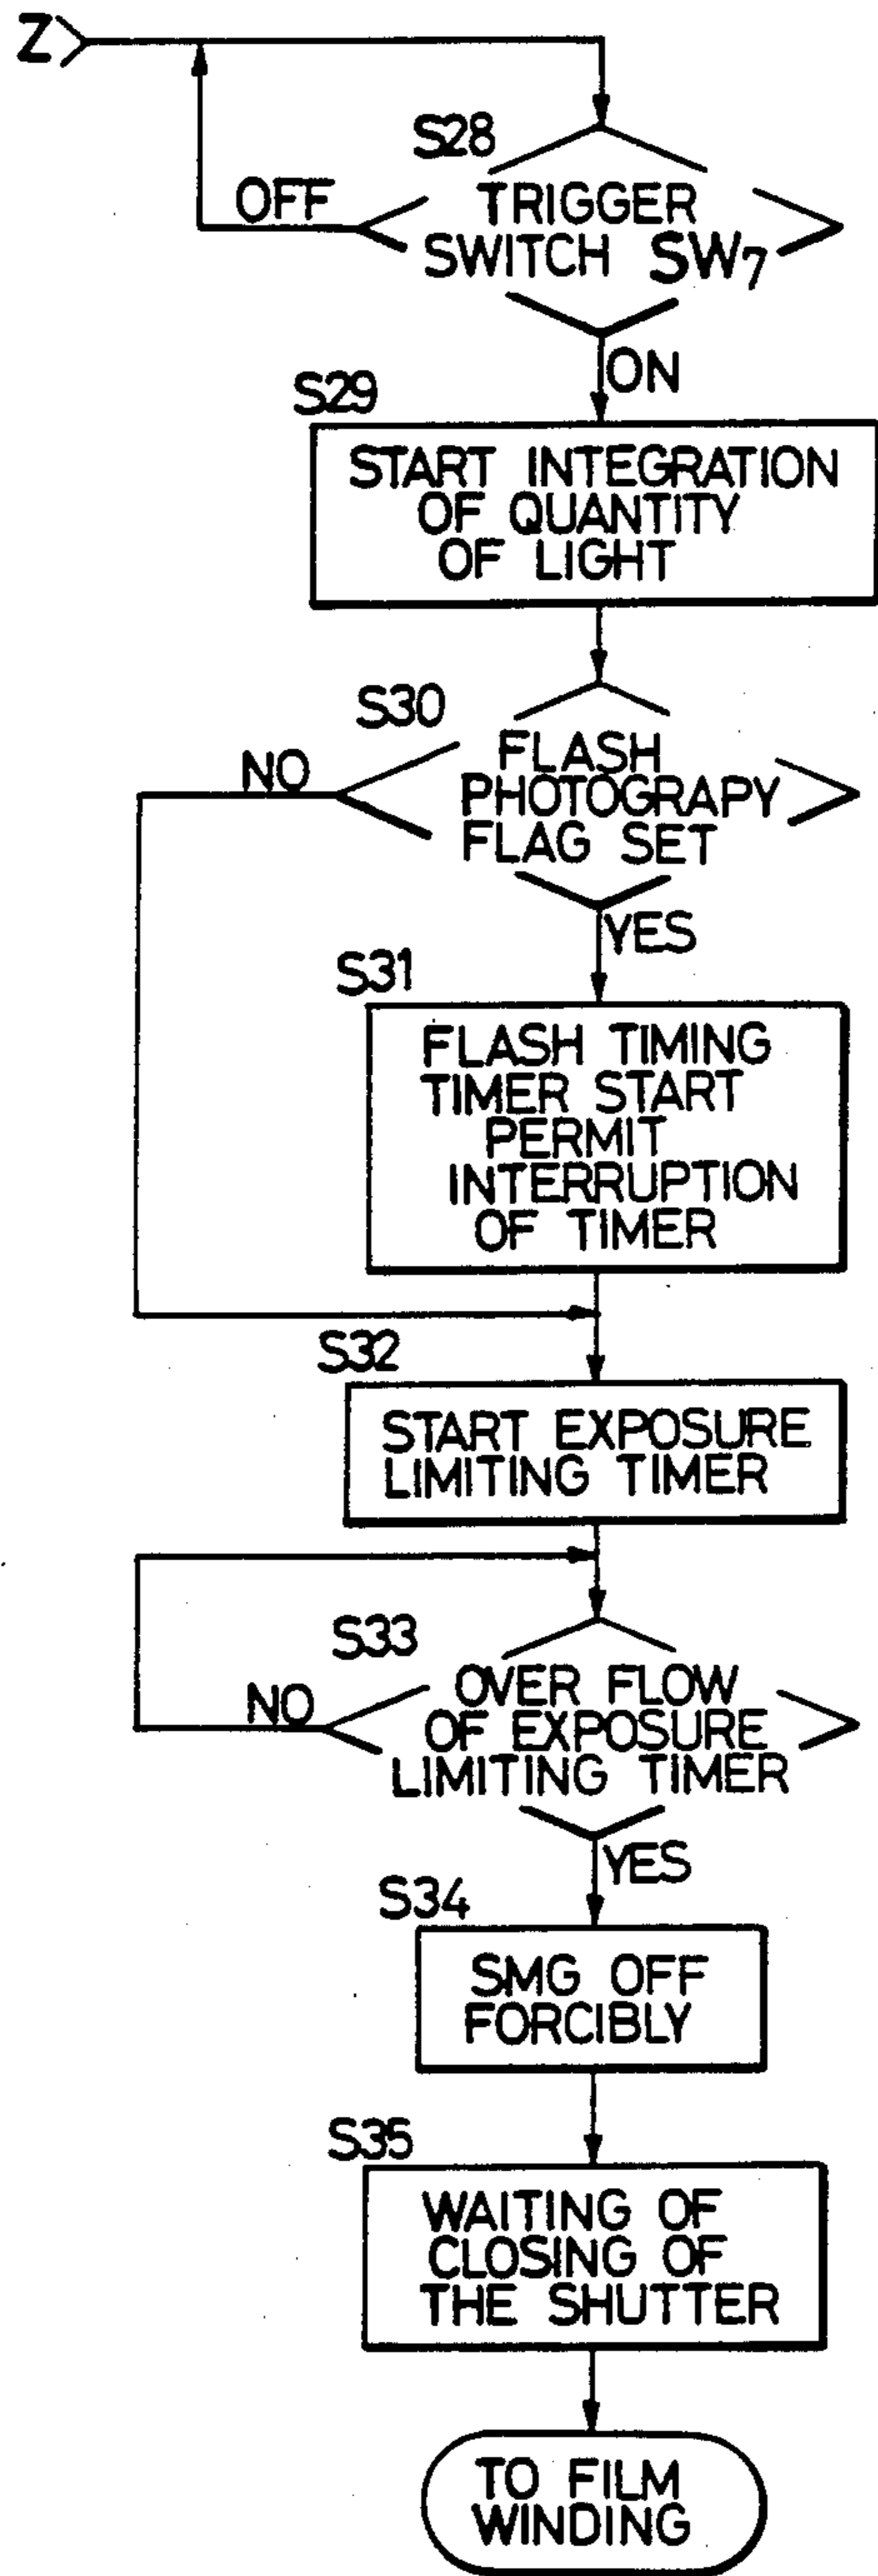 Z
S28
OFF
TRIGGER
SWITCH SW7
ON
S29
START INTEGRATION
OF QUANTITY
OF LIGHT
S30
NO
FLASH
PHOTOGRAPY
FLAG SET
YES
S31
FLASH TIMING
TIMER START
PERMIT
INTERRUPTION
OF TIMER
S32
START EXPOSURE
LIMITING TIMER
S33
NO
OVER FLOW
OF EXPOSURE
LIMITING TIMER
YES
S34
SMG OFF
FORCIBLY
S35
WAITING OF
CLOSING OF
THE SHUTTER
TO FILM
WINDING